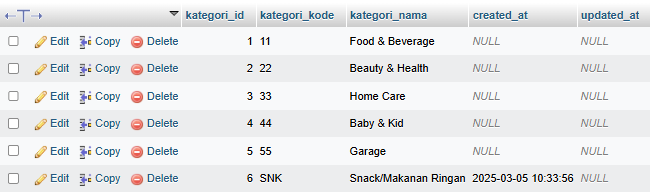 kategori_id kategori_kode kategori_nama created_at updated_at
Edit Copy Delete 1 11 Food & Beverage NULL NULL
Edit Copy Delete 2 22 Beauty & Health NULL NULL
Edit Copy Delete 3 33 Home Care NULL NULL
Edit Copy Delete 4 44 Baby & Kid NULL NULL
Edit Copy Delete 5 55 Garage NULL NULL
Edit Copy Delete 6 SNK Snack/Makanan Ringan 2025-03-05 10:33:56 NULL